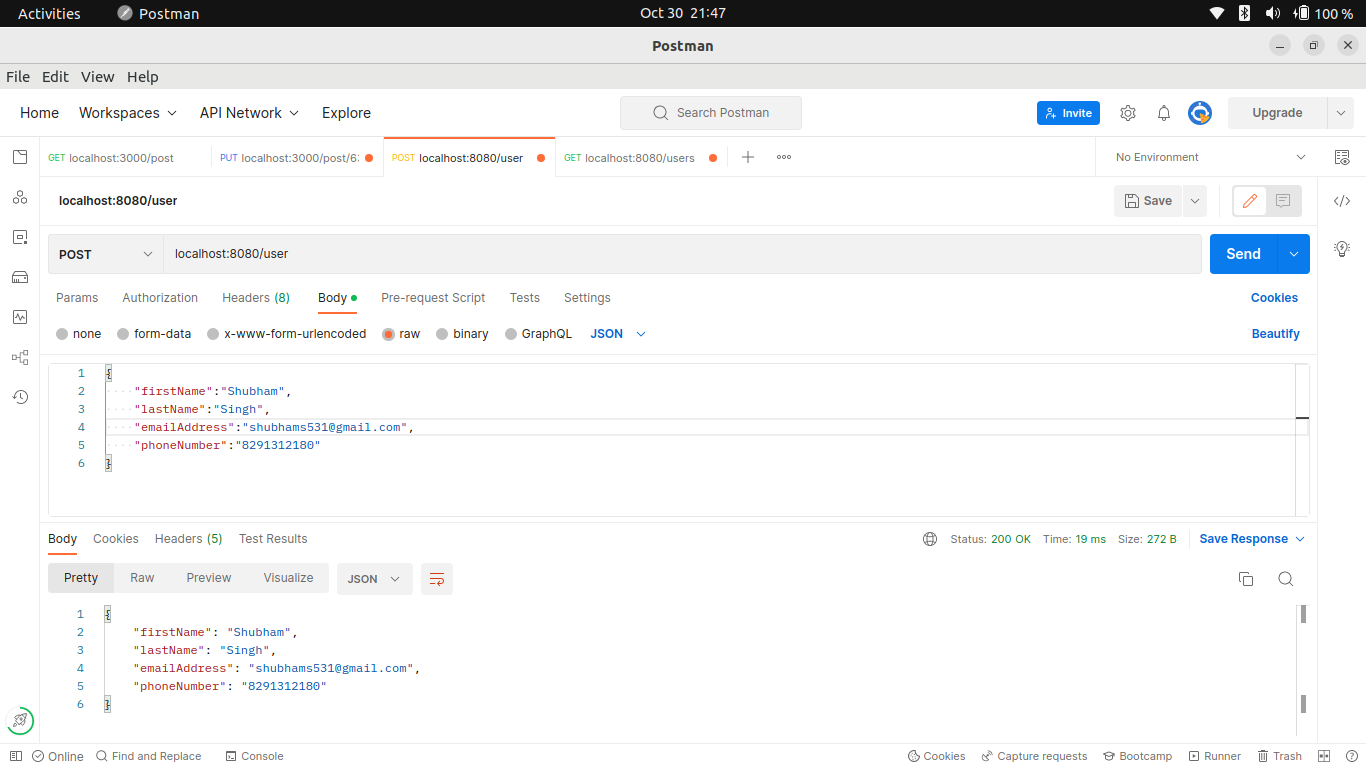 Activities Postman Oct 30 21:47 100 %
Postman
File Edit View Help
Home Workspaces API Network Explore Search Postman Invite Upgrade
GET localhost:3000/post PUT localhost:3000/post/6: POST localhost:8080/user GET localhost:8080/users No Environment
localhost:8080/user Save
POST localhost:8080/user Send
Params Authorization Headers (8) Body Pre-request Script Tests Settings Cookies
none form-data x-www-form-urlencoded raw binary GraphQL JSON Beautify
1 {
2 "firstName":"Shubham",
3 "lastName":"Singh",
4 "emailAddress":"shubhams531@gmail.com",
5 "phoneNumber":"8291312180"
6 }
Body Cookies Headers (5) Test Results Status: 200 OK Time: 19 ms Size: 272 B Save Response
Pretty Raw Preview Visualize JSON
1 {
2 "firstName": "Shubham",
3 "lastName": "Singh",
4 "emailAddress": "shubhams531@gmail.com",
5 "phoneNumber": "8291312180"
6 }
Online Find and Replace Console Cookies Capture requests Bootcamp Runner Trash